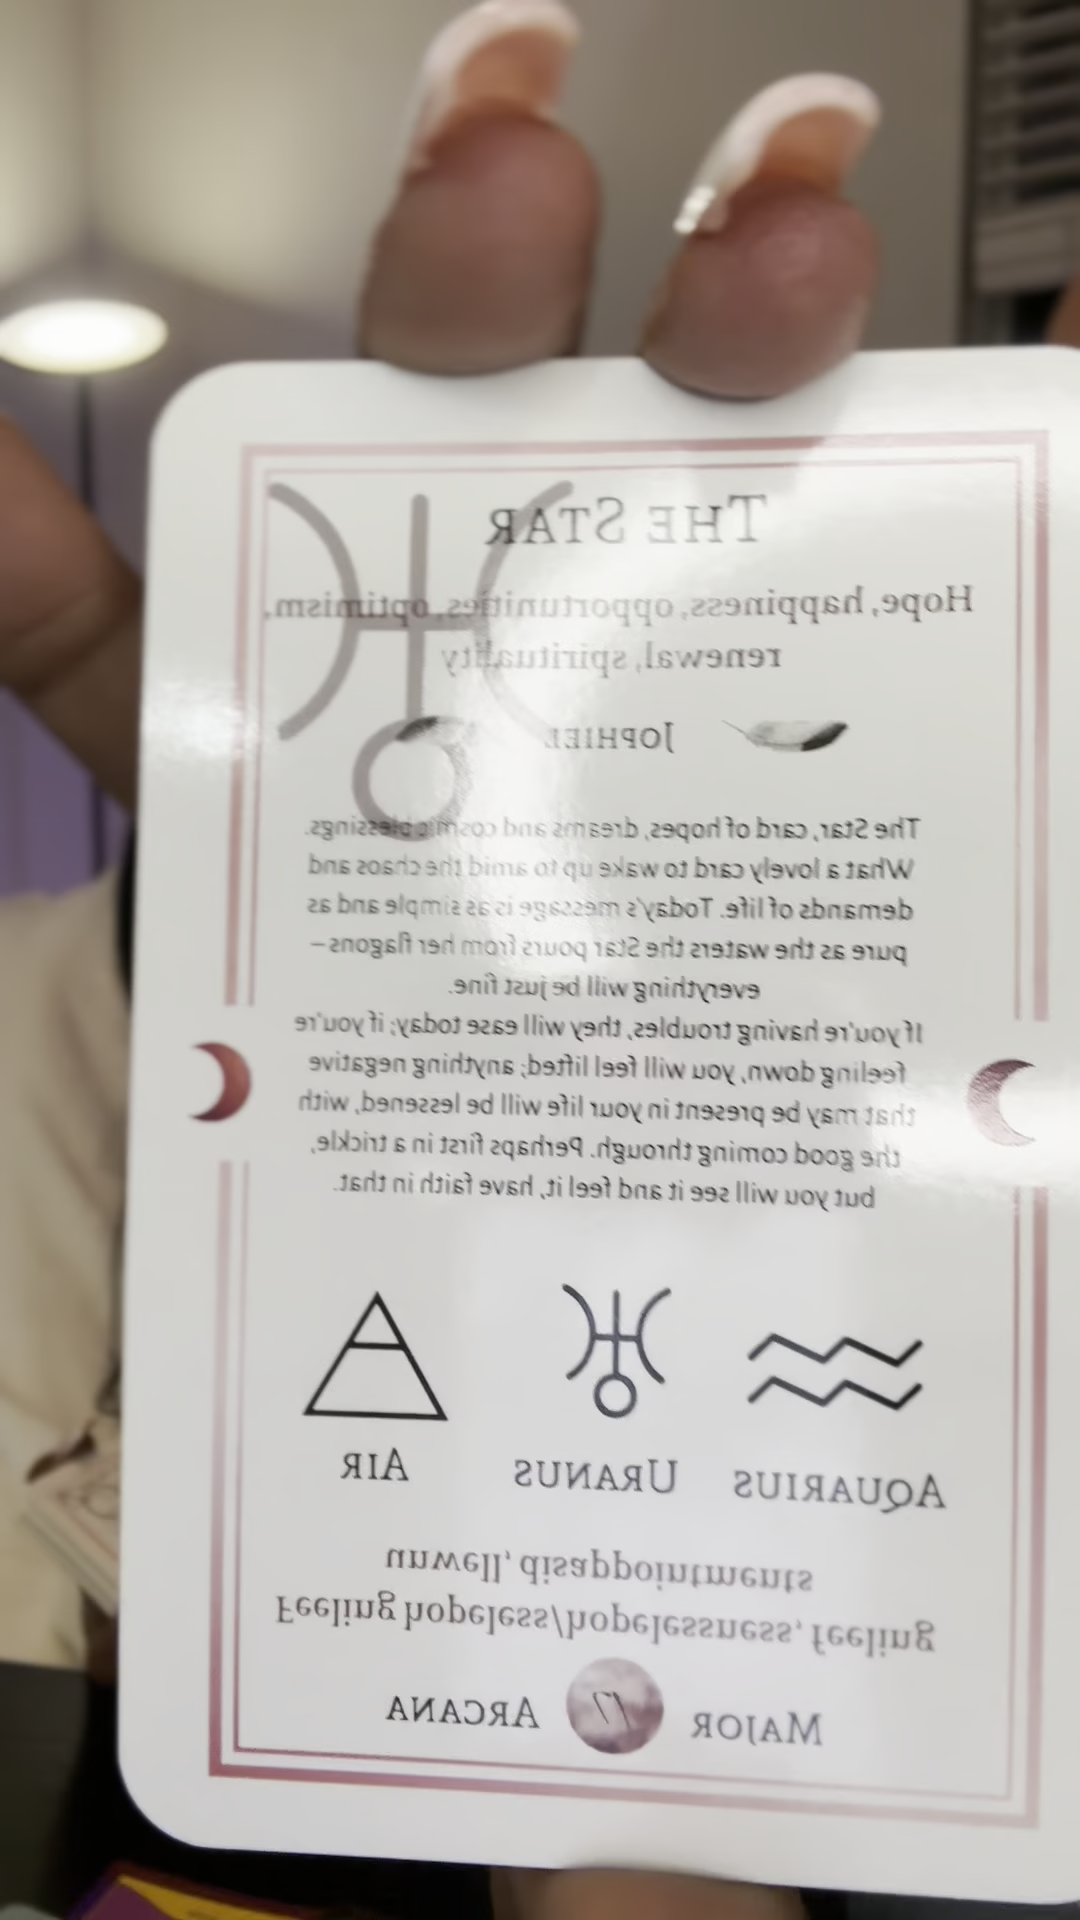 THE STAR
Hope, happiness, opportunities, optimism,
renewal, spirituality
JOPHIEL
The Star, card of hopes, dreams and cosmic blessings.
What a lovely card to wake up to amid the chaos and
demands of life. Today's message is as simple and as
pure as the waters the Star pours from her flagons –
everything will be just fine.
If you're having troubles, they will ease today; if you're
feeling down, you will feel lifted; anything negative
that may be present in your life will be lessened, with
the good coming through. Perhaps first in a trickle,
but you will see it and feel it, have faith in that.
AQUARIUS URANUS AIR
Feeling hopeless/hopelessness, feeling
unwell, disappointments
MAJOR 17 ARCANA